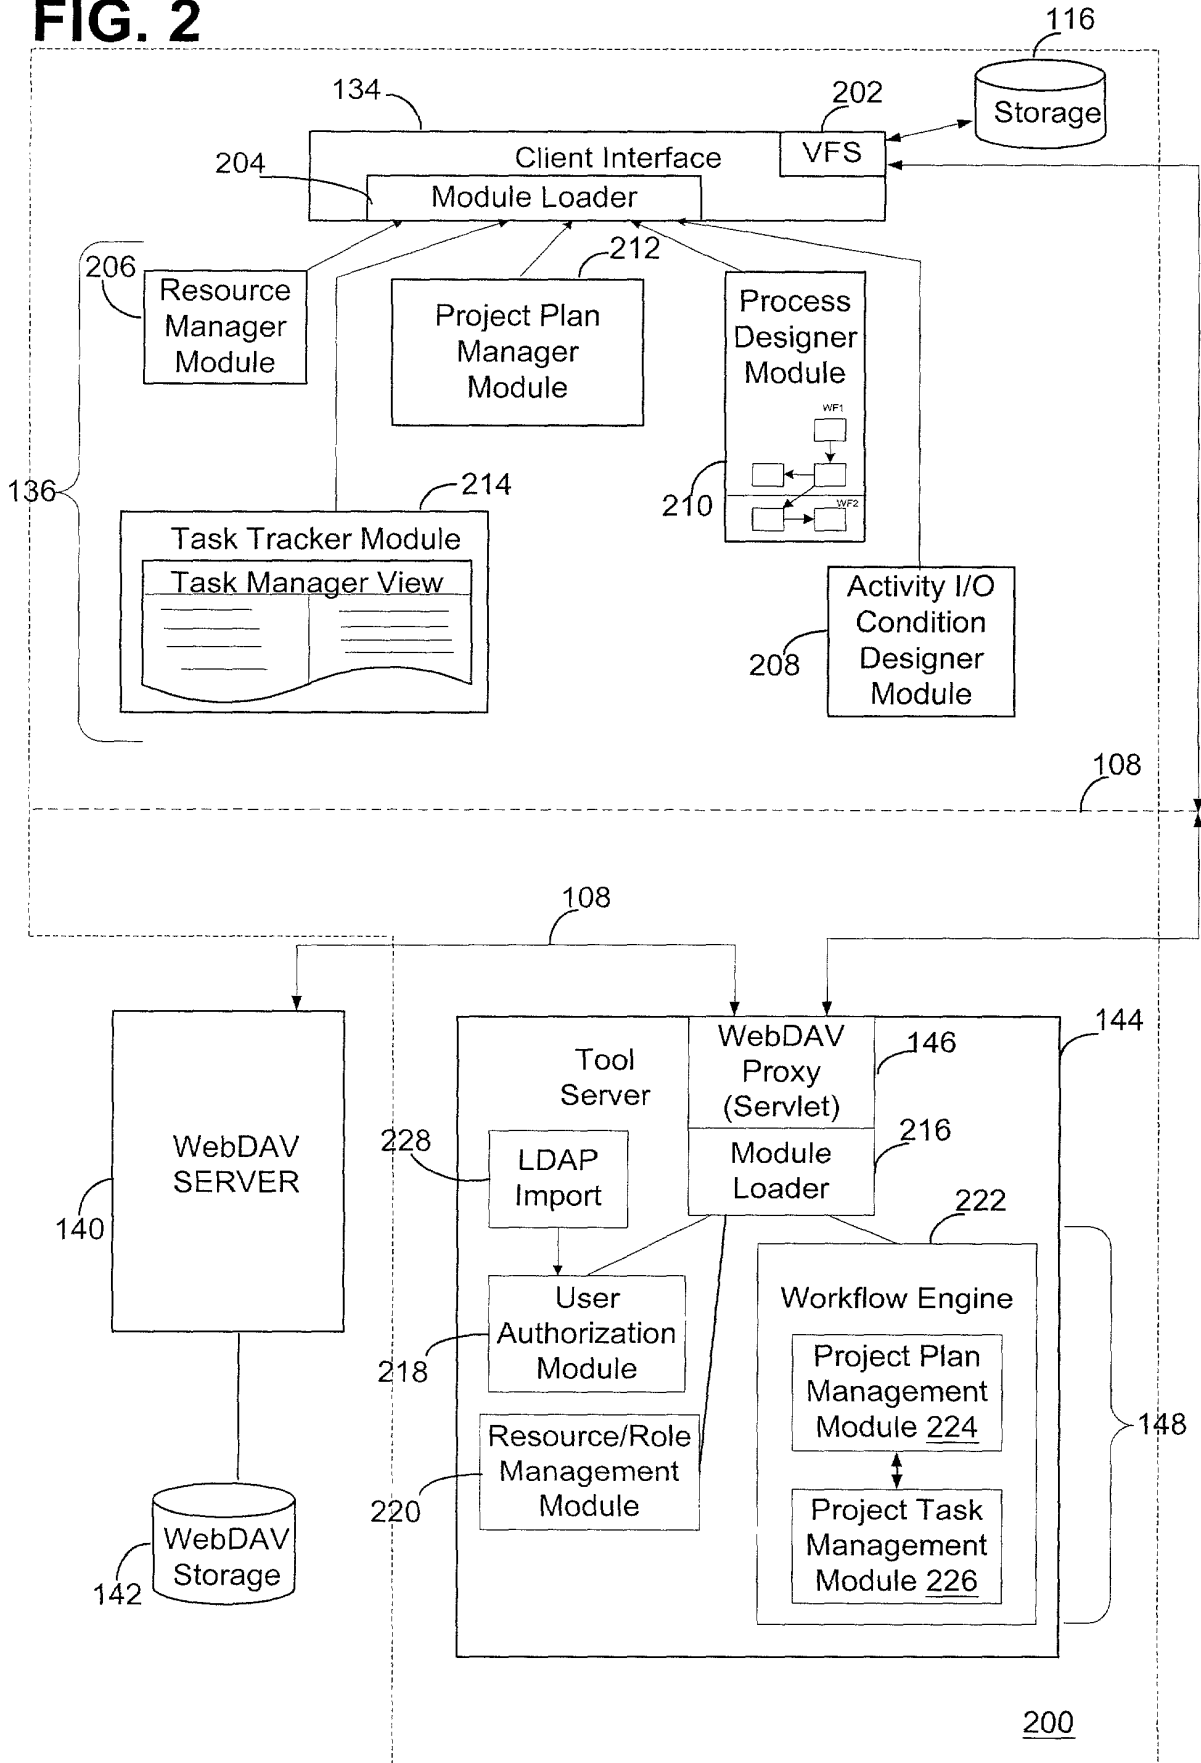 FIG. 2
116
134
202
Storage
Client Interface
VFS
204
Module Loader
212
206
Resource
Manager
Module
Project Plan
Manager
Module
Process
Designer
Module
WF1
136
214
210
WF2
Task Tracker Module
Task Manager View
Activity I/O
Condition
Designer
Module
208
108
108
144
WebDAV
Proxy
(Servlet)
146
Tool
Server
228
LDAP
Import
Module
Loader
216
WebDAV
SERVER
140
222
User
Authorization
Module
218
Workflow Engine
Project Plan
Management
Module 224
148
Resource/Role
Management
Module
220
Project Task
Management
Module 226
WebDAV
Storage
142
200